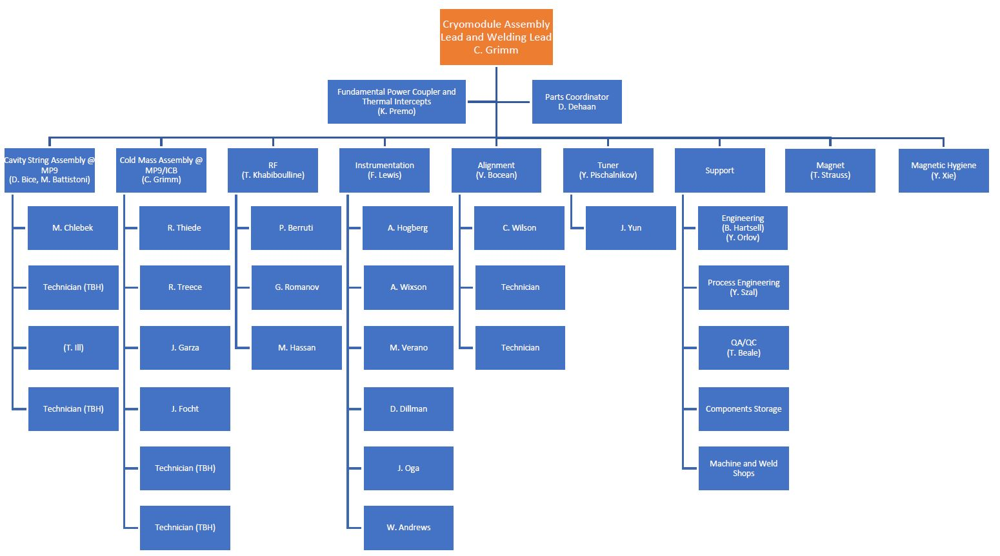 Cryomodule Assembly
Lead and Welding Lead
C. Grimm
Fundamental Power Coupler and
Thermal Intercepts
(K. Premo)
Parts Coordinator
D. Dehaan
Cavity String Assembly @
MP9
(D. Bice, M. Battistoni)
Cold Mass Assembly @
MP9/ICB
(C. Grimm)
RF
(T. Khabiboulline)
Instrumentation
(F. Lewis)
Alignment
(V. Bocean)
Tuner
(Y. Pischalnikov)
Support
Magnet
(T. Strauss)
Magnetic Hygiene
(Y. Xie)
M. Chlebek
Technician (TBH)
(T. Ill)
Technician (TBH)
R. Thiede
R. Treece
J. Garza
J. Focht
Technician (TBH)
Technician (TBH)
P. Berruti
G. Romanov
M. Hassan
A. Hogberg
A. Wixson
M. Verano
D. Dillman
J. Oga
W. Andrews
C. Wilson
Technician
Technician
J. Yun
Engineering
(B. Hartsell)
(Y. Orlov)
Process Engineering
(Y. Szal)
QA/QC
(T. Beale)
Components Storage
Machine and Weld
Shops